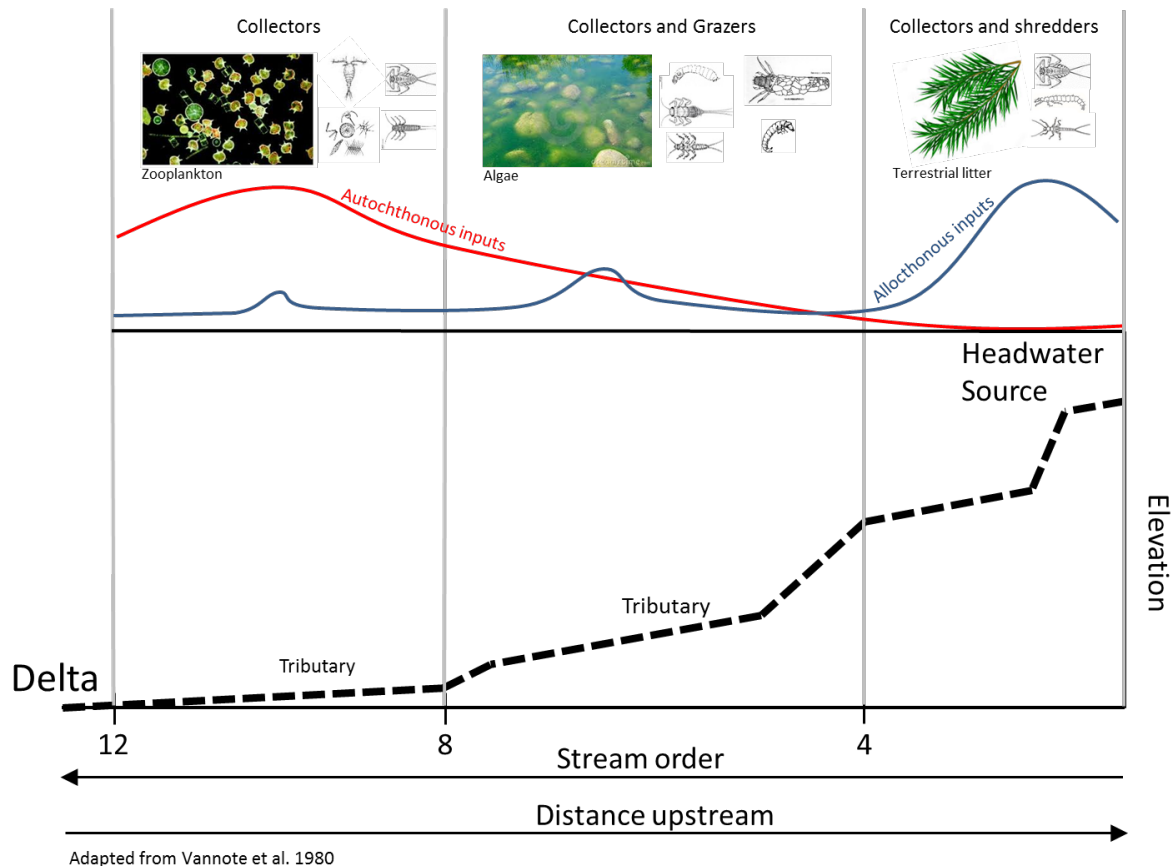 Collectors
Collectors and Grazers
Collectors and shredders
Zooplankton
Algae
Terrestrial litter
Autochthonous inputs
Allocthonous inputs
Headwater
Source
Elevation
Tributary
Tributary
Delta
12
8
4
Stream order
Distance upstream
Adapted from Vannote et al. 1980